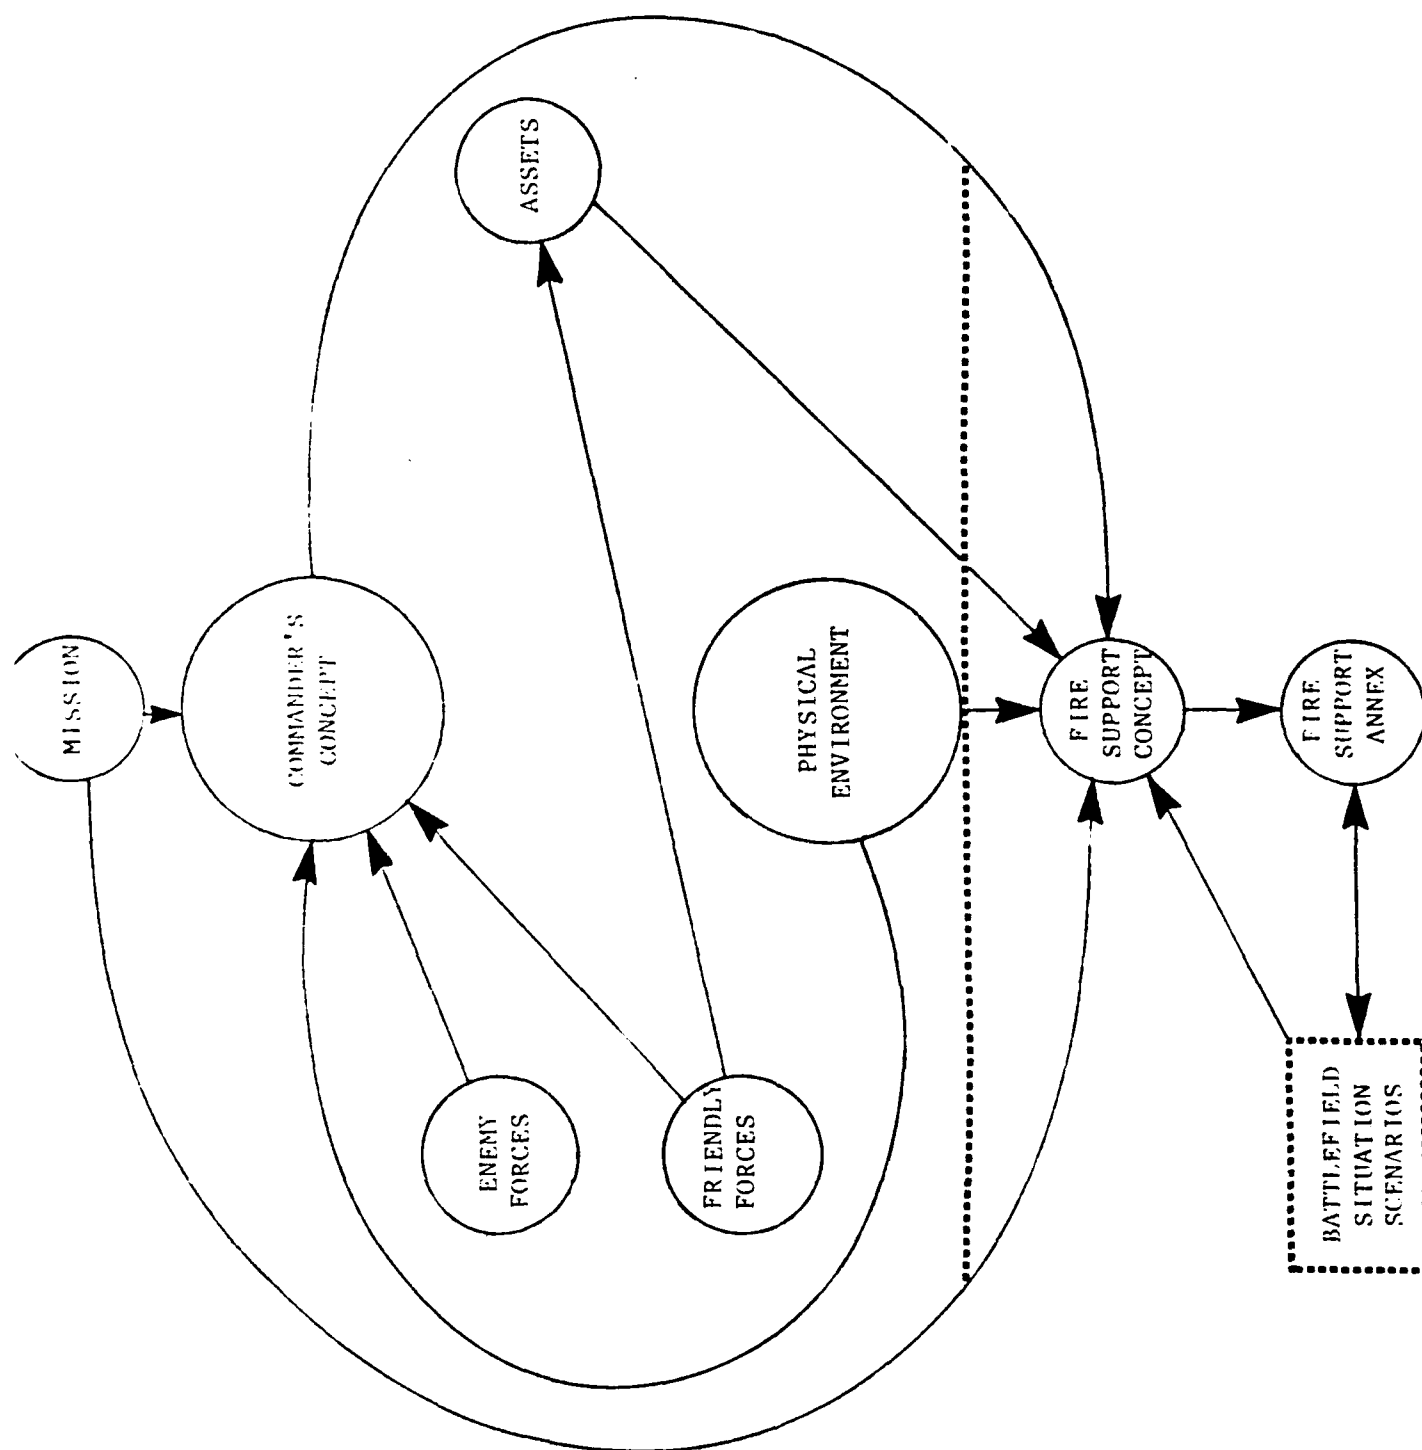 MISSION
COMMANDER'S
CONCEPT
ASSETS
ENEMY
FORCES
FRIENDLY
FORCES
PHYSICAL
ENVIRONMENT
FIRE
SUPPORT
CONCEPT
FIRE
SUPPORT
ANNEX
BATTLEFIELD
SITUATION
SCENARIOS